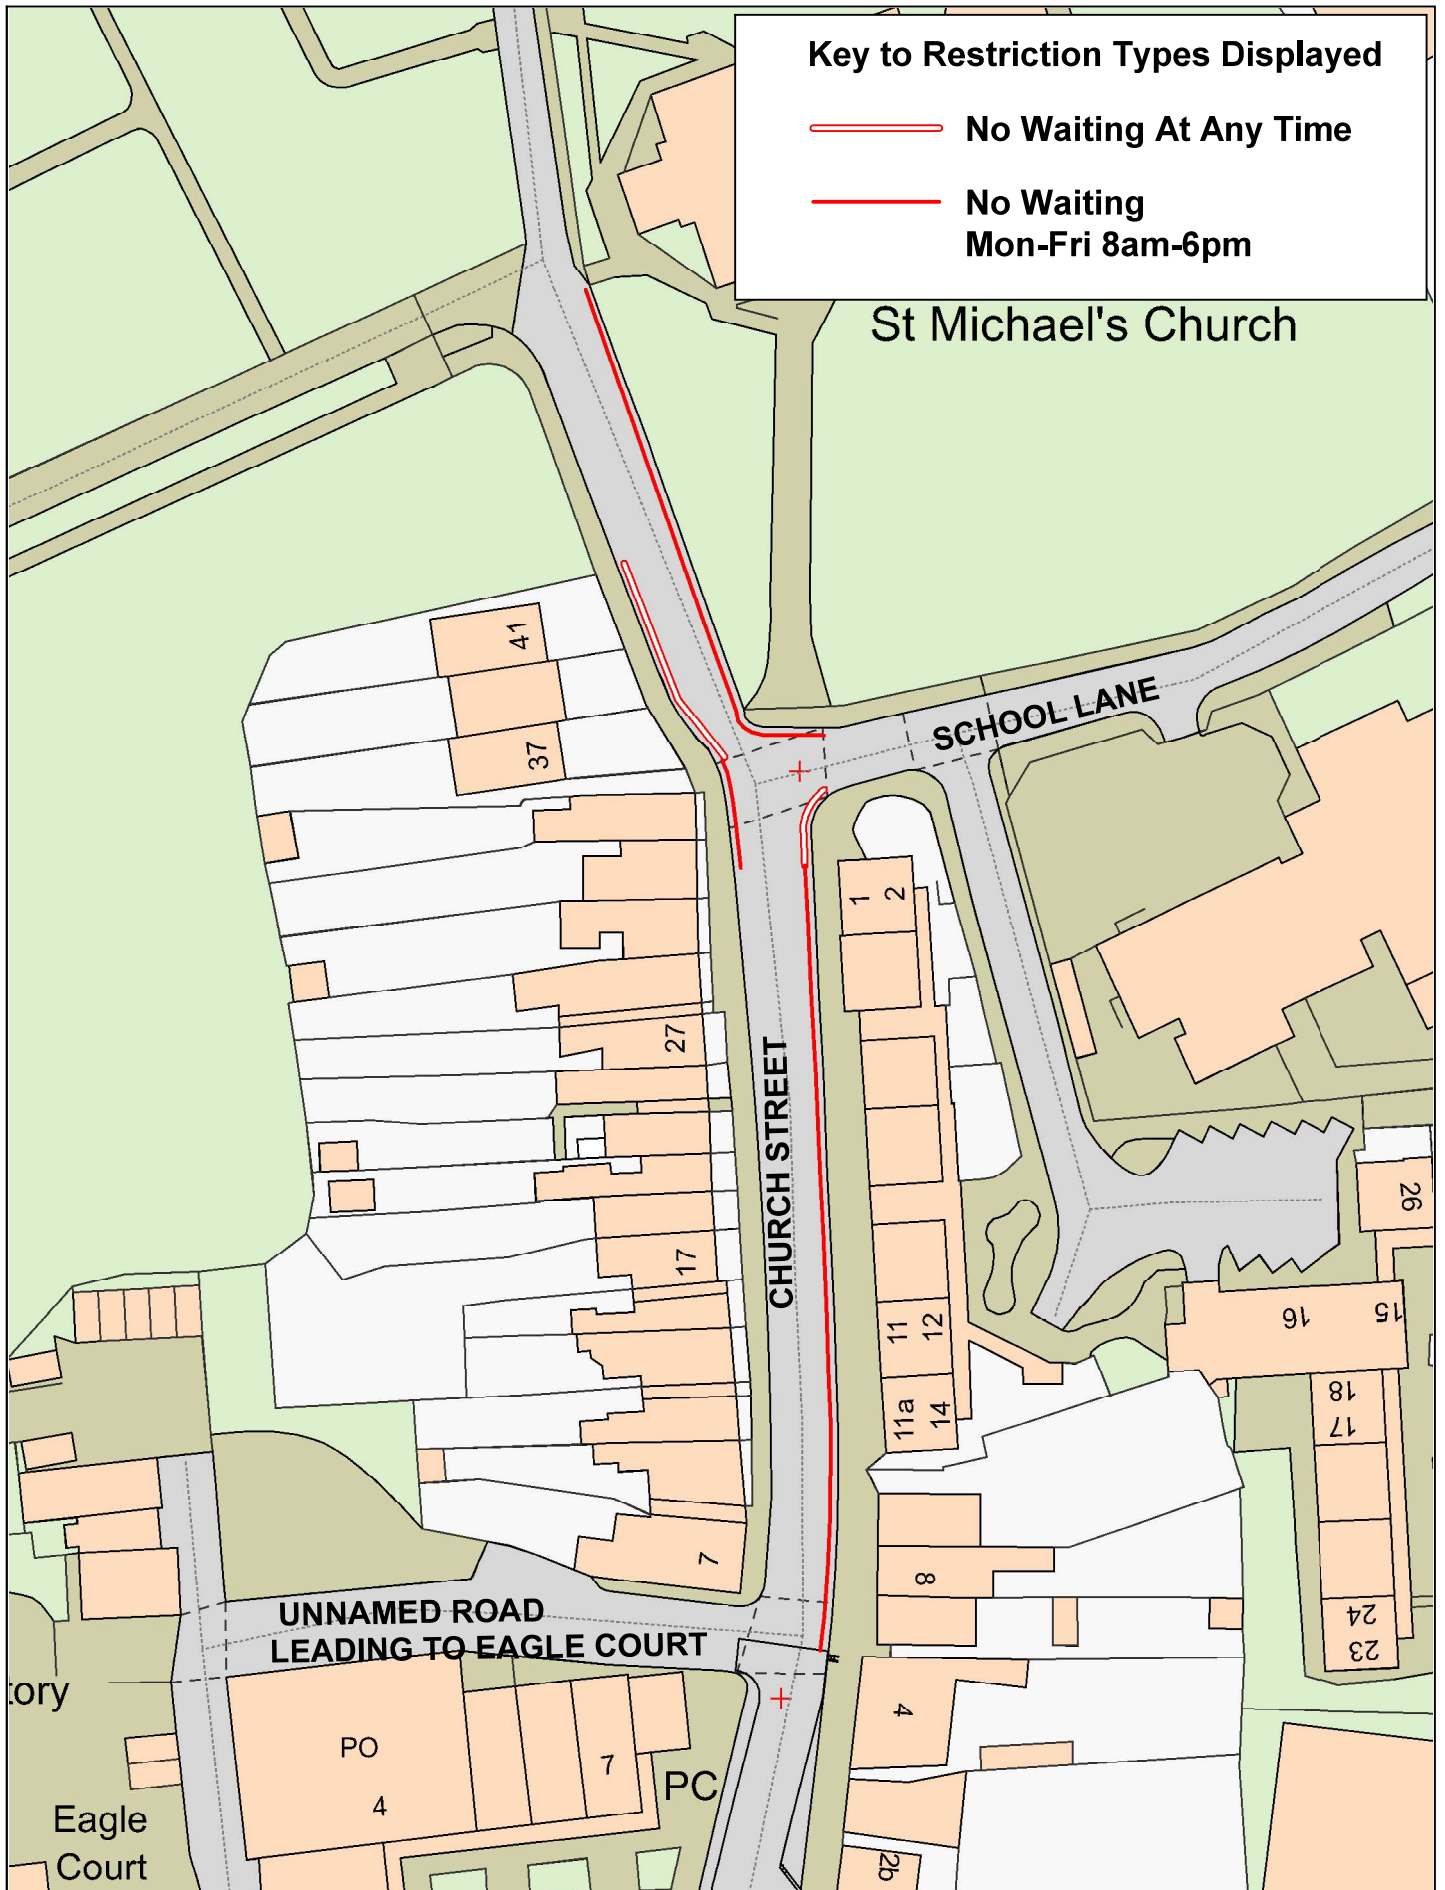 Key to Restriction Types Displayed
No Waiting At Any Time
No Waiting
Mon-Fri 8am-6pm
St Michael's Church
41
37
SCHOOL LANE
1
2
27
CHURCH STREET
17
26
11
12
16
15
11a
14
18
17
7
8
24
23
UNNAMED ROAD
LEADING TO EAGLE COURT
tory
4
PO
7
PC
4
Eagle
Court
2b